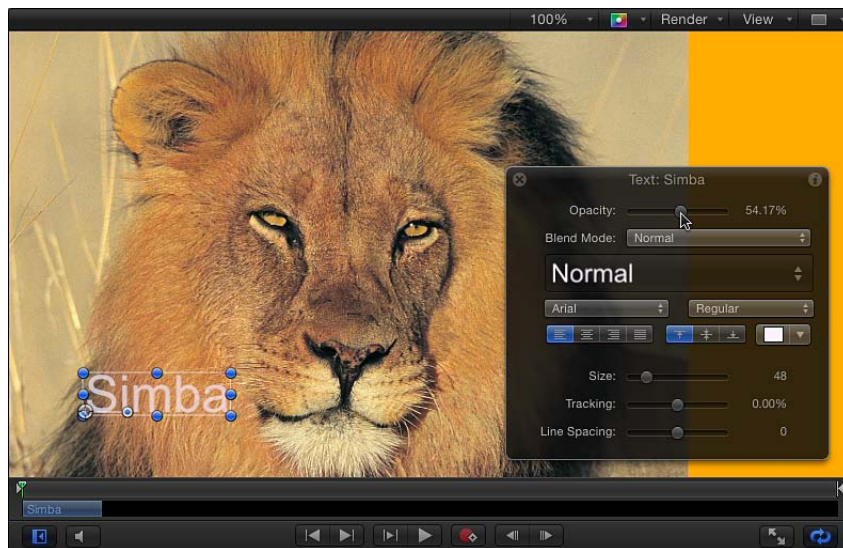 100% Render View
Text: Simba
Opacity: 54.17%
Blend Mode: Normal
Normal
Arial Regular
Size: 48
Simba
Tracking: 0.00%
Line Spacing: 0
Simba